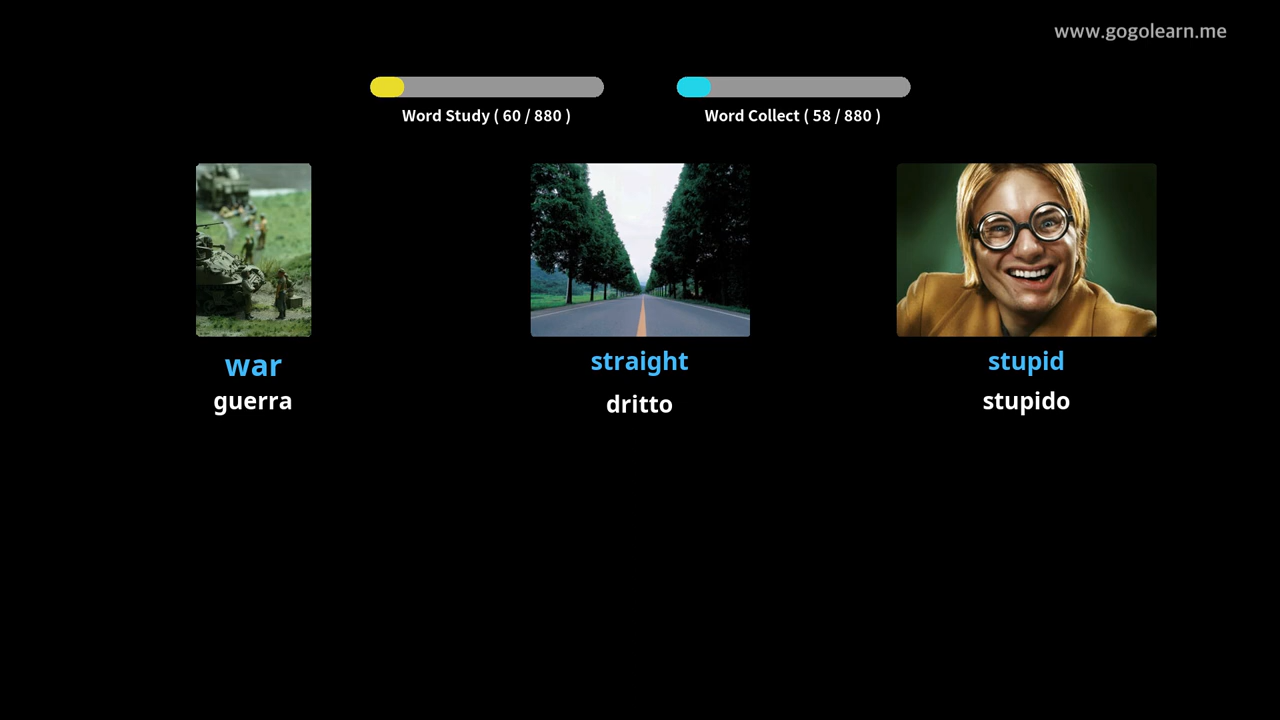 www.gogolearn.me
Word Study ( 60 / 880 )
Word Collect ( 58 / 880 )
war
guerra
straight
dritto
stupid
stupido